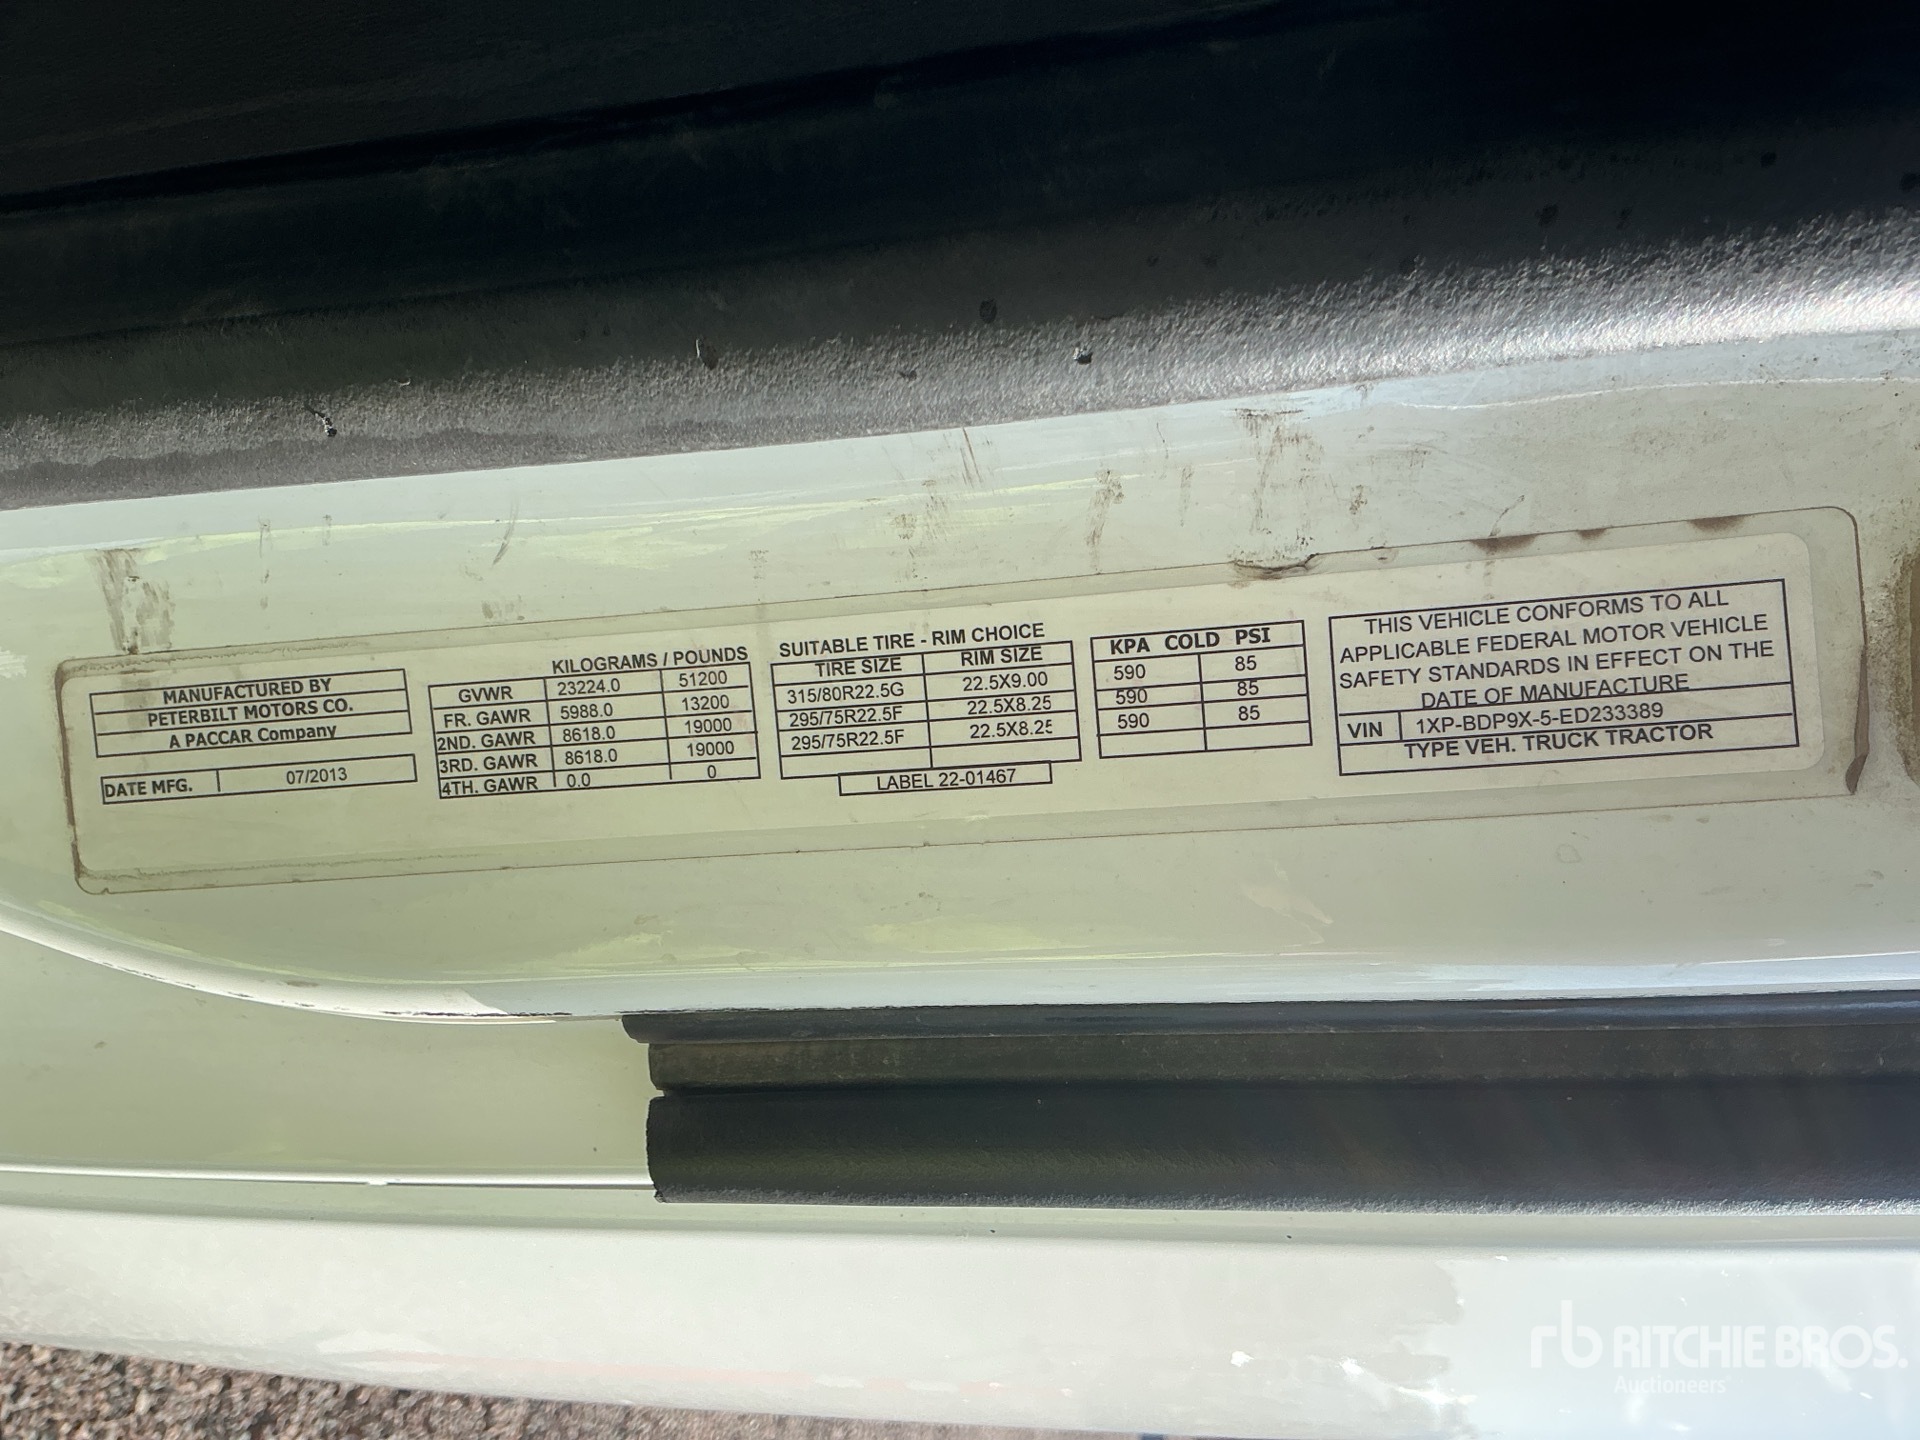 MANUFACTURED BY
PETERBILT MOTORS CO.
A PACCAR Company
DATE MFG. 07/2013
KILOGRAMS / POUNDS
GVWR 23224.0 51200
FR. GAWR 5988.0 13200
2ND. GAWR 8618.0 19000
3RD. GAWR 8618.0 19000
4TH. GAWR 0.0 0
SUITABLE TIRE - RIM CHOICE
TIRE SIZE RIM SIZE
315/80R22.5G 22.5X9.00
295/75R22.5F 22.5X8.25
295/75R22.5F 22.5X8.25
LABEL 22-01467
KPA COLD PSI
590 85
590 85
590 85
THIS VEHICLE CONFORMS TO ALL
APPLICABLE FEDERAL MOTOR VEHICLE
SAFETY STANDARDS IN EFFECT ON THE
DATE OF MANUFACTURE
VIN 1XP-BDP9X-5-ED233389
TYPE VEH. TRUCK TRACTOR
rb RITCHIE BROS.
Auctioneers